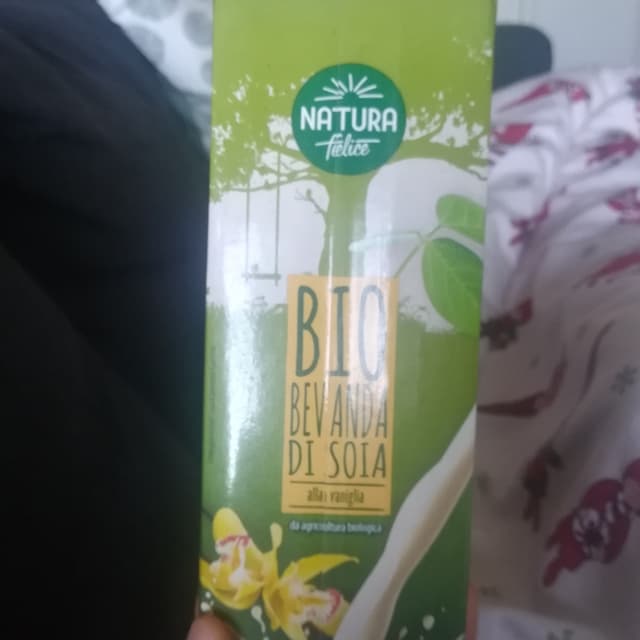 NATURA
felice
BIO
BEVANDA
DI SOIA
alla vaniglia
da agricoltura biologica